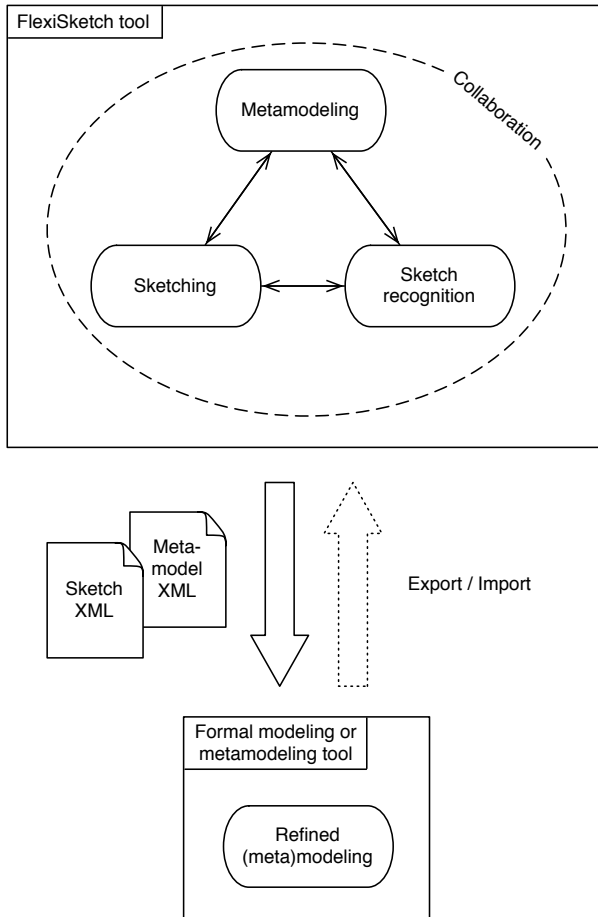 FlexiSketch tool
Collaboration
Metamodeling
Sketching
Sketch
recognition
Meta-
model
XML
Sketch
XML
Export / Import
Formal modeling or
metamodeling tool
Refined
(meta)modeling